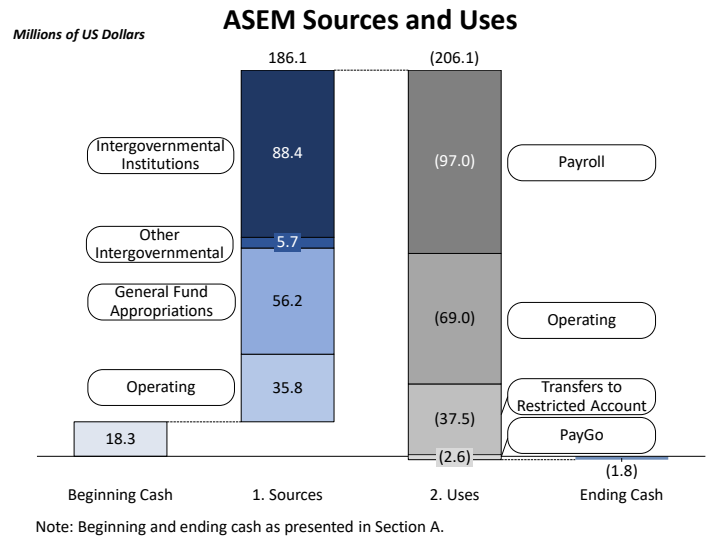 ASEM Sources and Uses
Millions of US Dollars
186.1
(206.1)
Intergovernmental
Institutions
88.4
(97.0)
Payroll
Other
Intergovernmental
5.7
General Fund
Appropriations
56.2
(69.0)
Operating
Operating
35.8
Transfers to
Restricted Account
(37.5)
PayGo
18.3
(2.6)
(1.8)
Beginning Cash
1. Sources
2. Uses
Ending Cash
Note: Beginning and ending cash as presented in Section A.